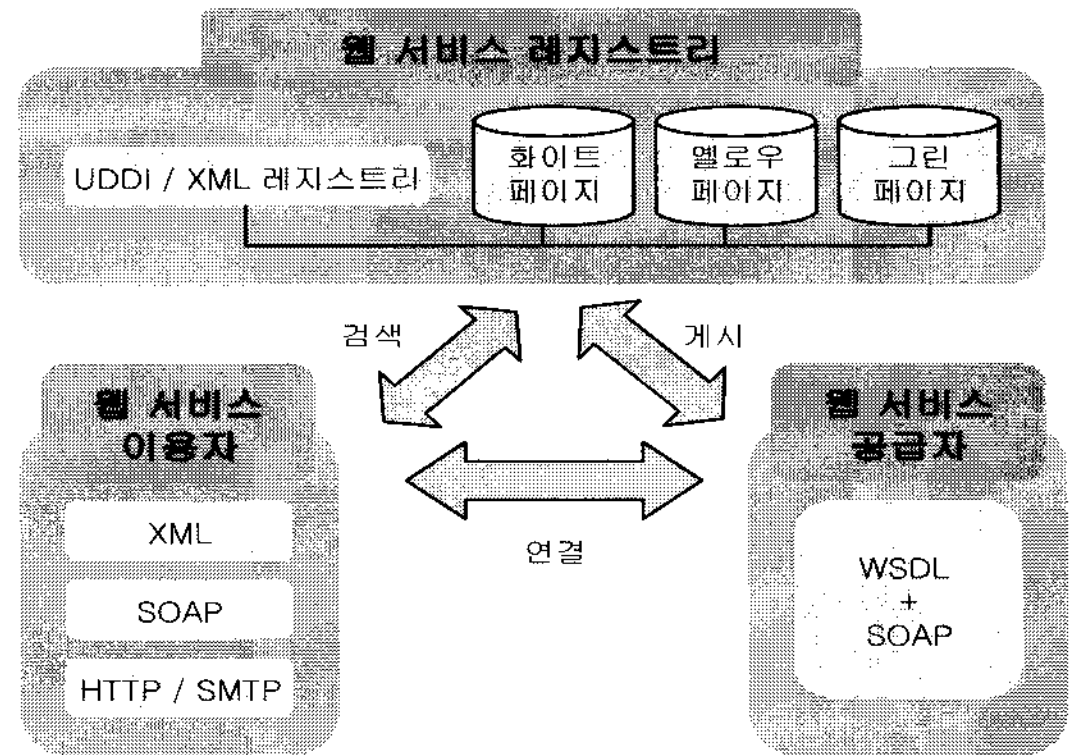 웹 서비스 레지스트리
UDDI / XML 레지스트리
화이트
페이지
옐로우
페이지
그린
페이지
검색
게시
웹 서비스
이용자
XML
SOAP
HTTP / SMTP
연결
웹 서비스
공급자
WSDL
+
SOAP